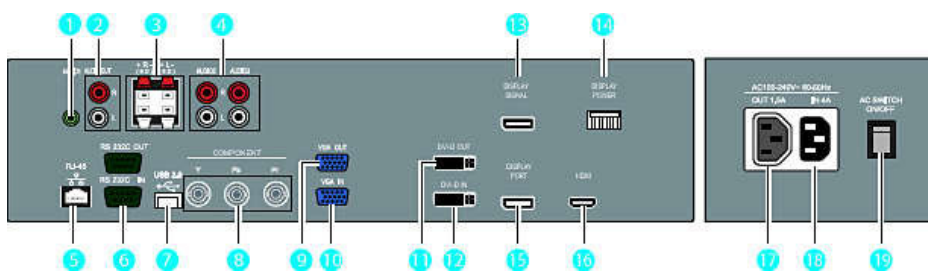 1 2 3 4 13 14
AUDIO OUT
+ R - + L -
AUDIO2 AUDIO1
R R
L L
DISPLAY SIGNAL
DISPLAY POWER
AC100-240V~ 50-60Hz
OUT 1,5A IN 4A
AC SWITCH
ON/OFF
RS 232C OUT
RJ-45
RS 232C IN
USB 2.0
COMPONENT
Y Pb Pr
VGA OUT
VGA IN
DVI-D OUT
DVI-D IN
DISPLAY
PORT
HDMI
5 6 7 8 9 10 11 12 15 16 17 18 19